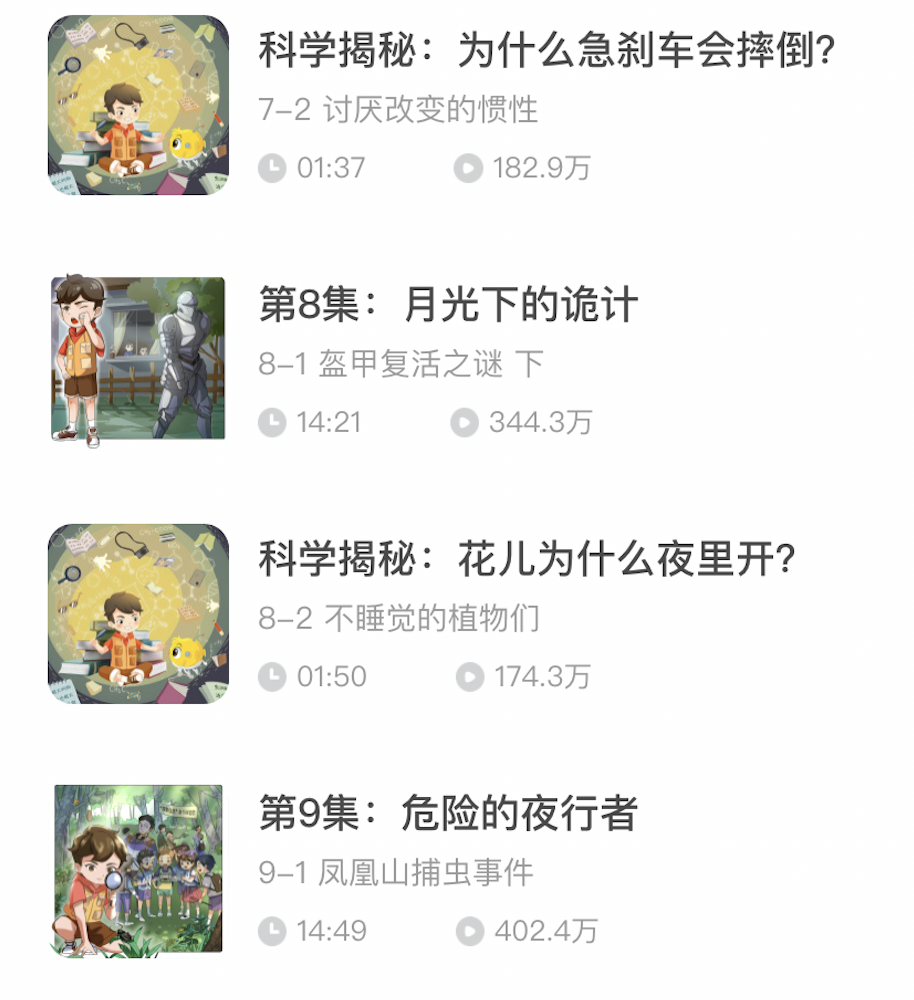 科学揭秘：为什么急刹车会摔倒?
7-2 讨厌改变的惯性
01:37 182.9万
第8集：月光下的诡计
8-1 盔甲复活之谜 下
14:21 344.3万
科学揭秘：花儿为什么夜里开?
8-2 不睡觉的植物们
01:50 174.3万
第9集：危险的夜行者
9-1 凤凰山捕虫事件
14:49 402.4万